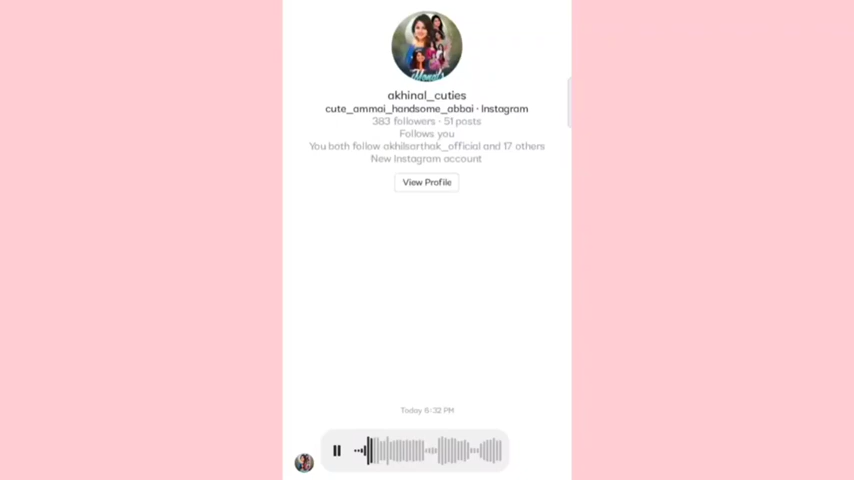 akhinal_cuties
cute_ammai_handsome_abbai · Instagram
383 followers · 51 posts
Follows you
You both follow akhilsarthak_official and 17 others
New Instagram account
View Profile
Today 6:32 PM